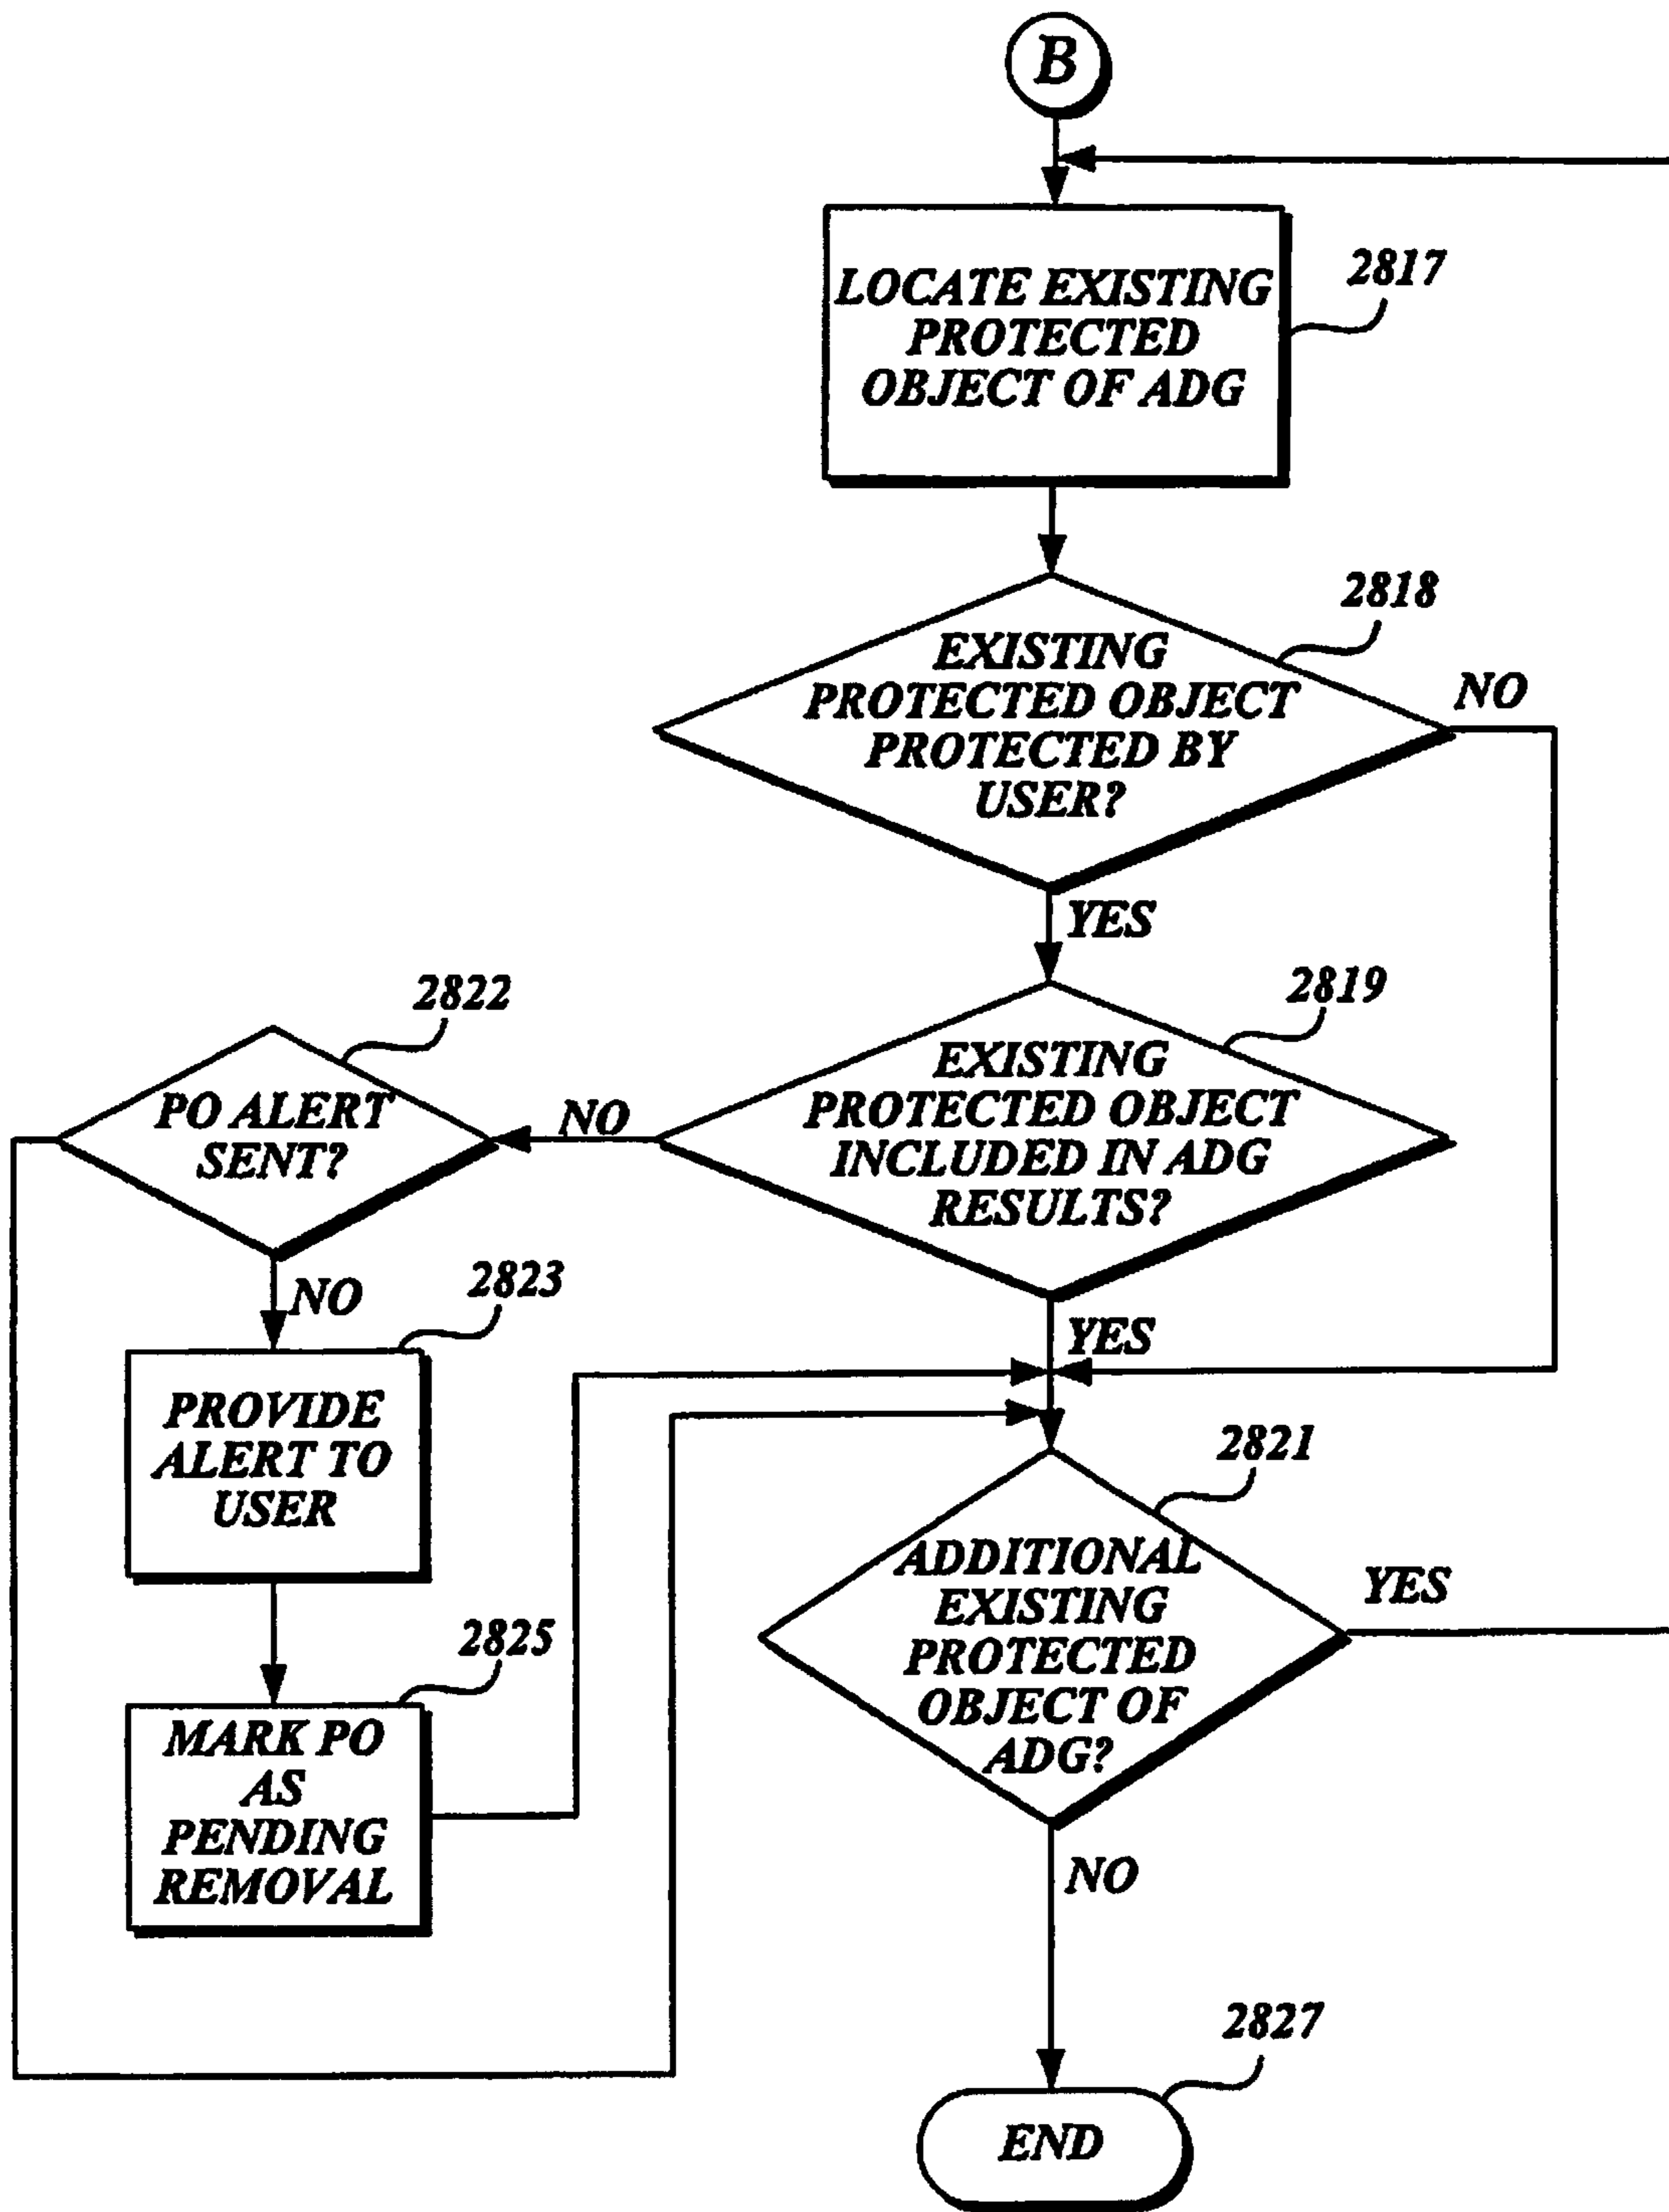 B
LOCATE EXISTING
PROTECTED
OBJECT OF ADG
2817
2818
EXISTING
PROTECTED OBJECT
PROTECTED BY
USER?
NO
YES
2822
2819
PO ALERT
SENT?
NO
EXISTING
PROTECTED OBJECT
INCLUDED IN ADG
RESULTS?
NO
2823
YES
PROVIDE
ALERT TO
USER
2821
ADDITIONAL
EXISTING
PROTECTED
OBJECT OF
ADG?
YES
2825
MARK PO
AS
PENDING
REMOVAL
NO
2827
END